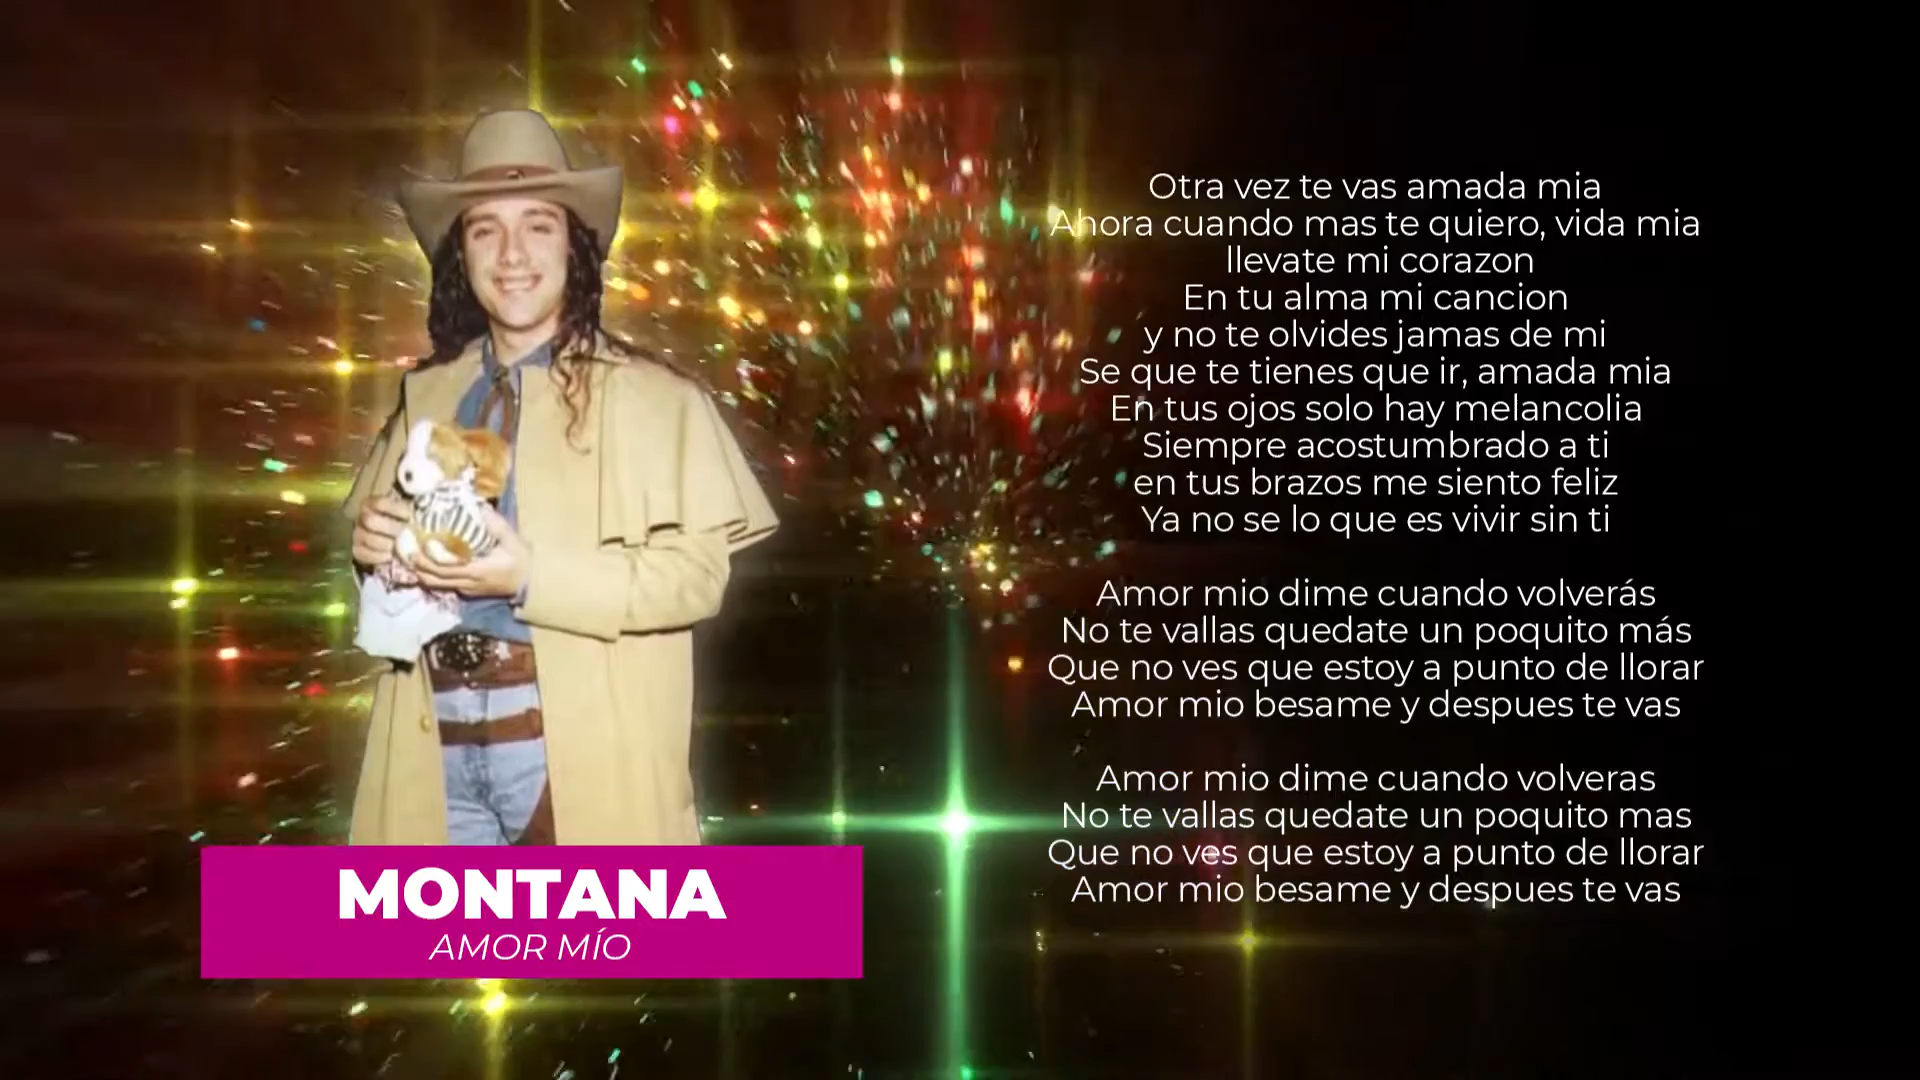 Otra vez te vas amada mia
Ahora cuando mas te quiero, vida mia
llevate mi corazon
En tu alma mi cancion
y no te olvides jamas de mi
Se que te tienes que ir, amada mia
En tus ojos solo hay melancolia
Siempre acostumbrado a ti
en tus brazos me siento feliz
Ya no se lo que es vivir sin ti
Amor mio dime cuando volverás
No te vallas quedate un poquito más
Que no ves que estoy a punto de llorar
Amor mio besame y despues te vas
Amor mio dime cuando volveras
No te vallas quedate un poquito mas
Que no ves que estoy a punto de llorar
Amor mio besame y despues te vas
MONTANA
AMOR MÍO